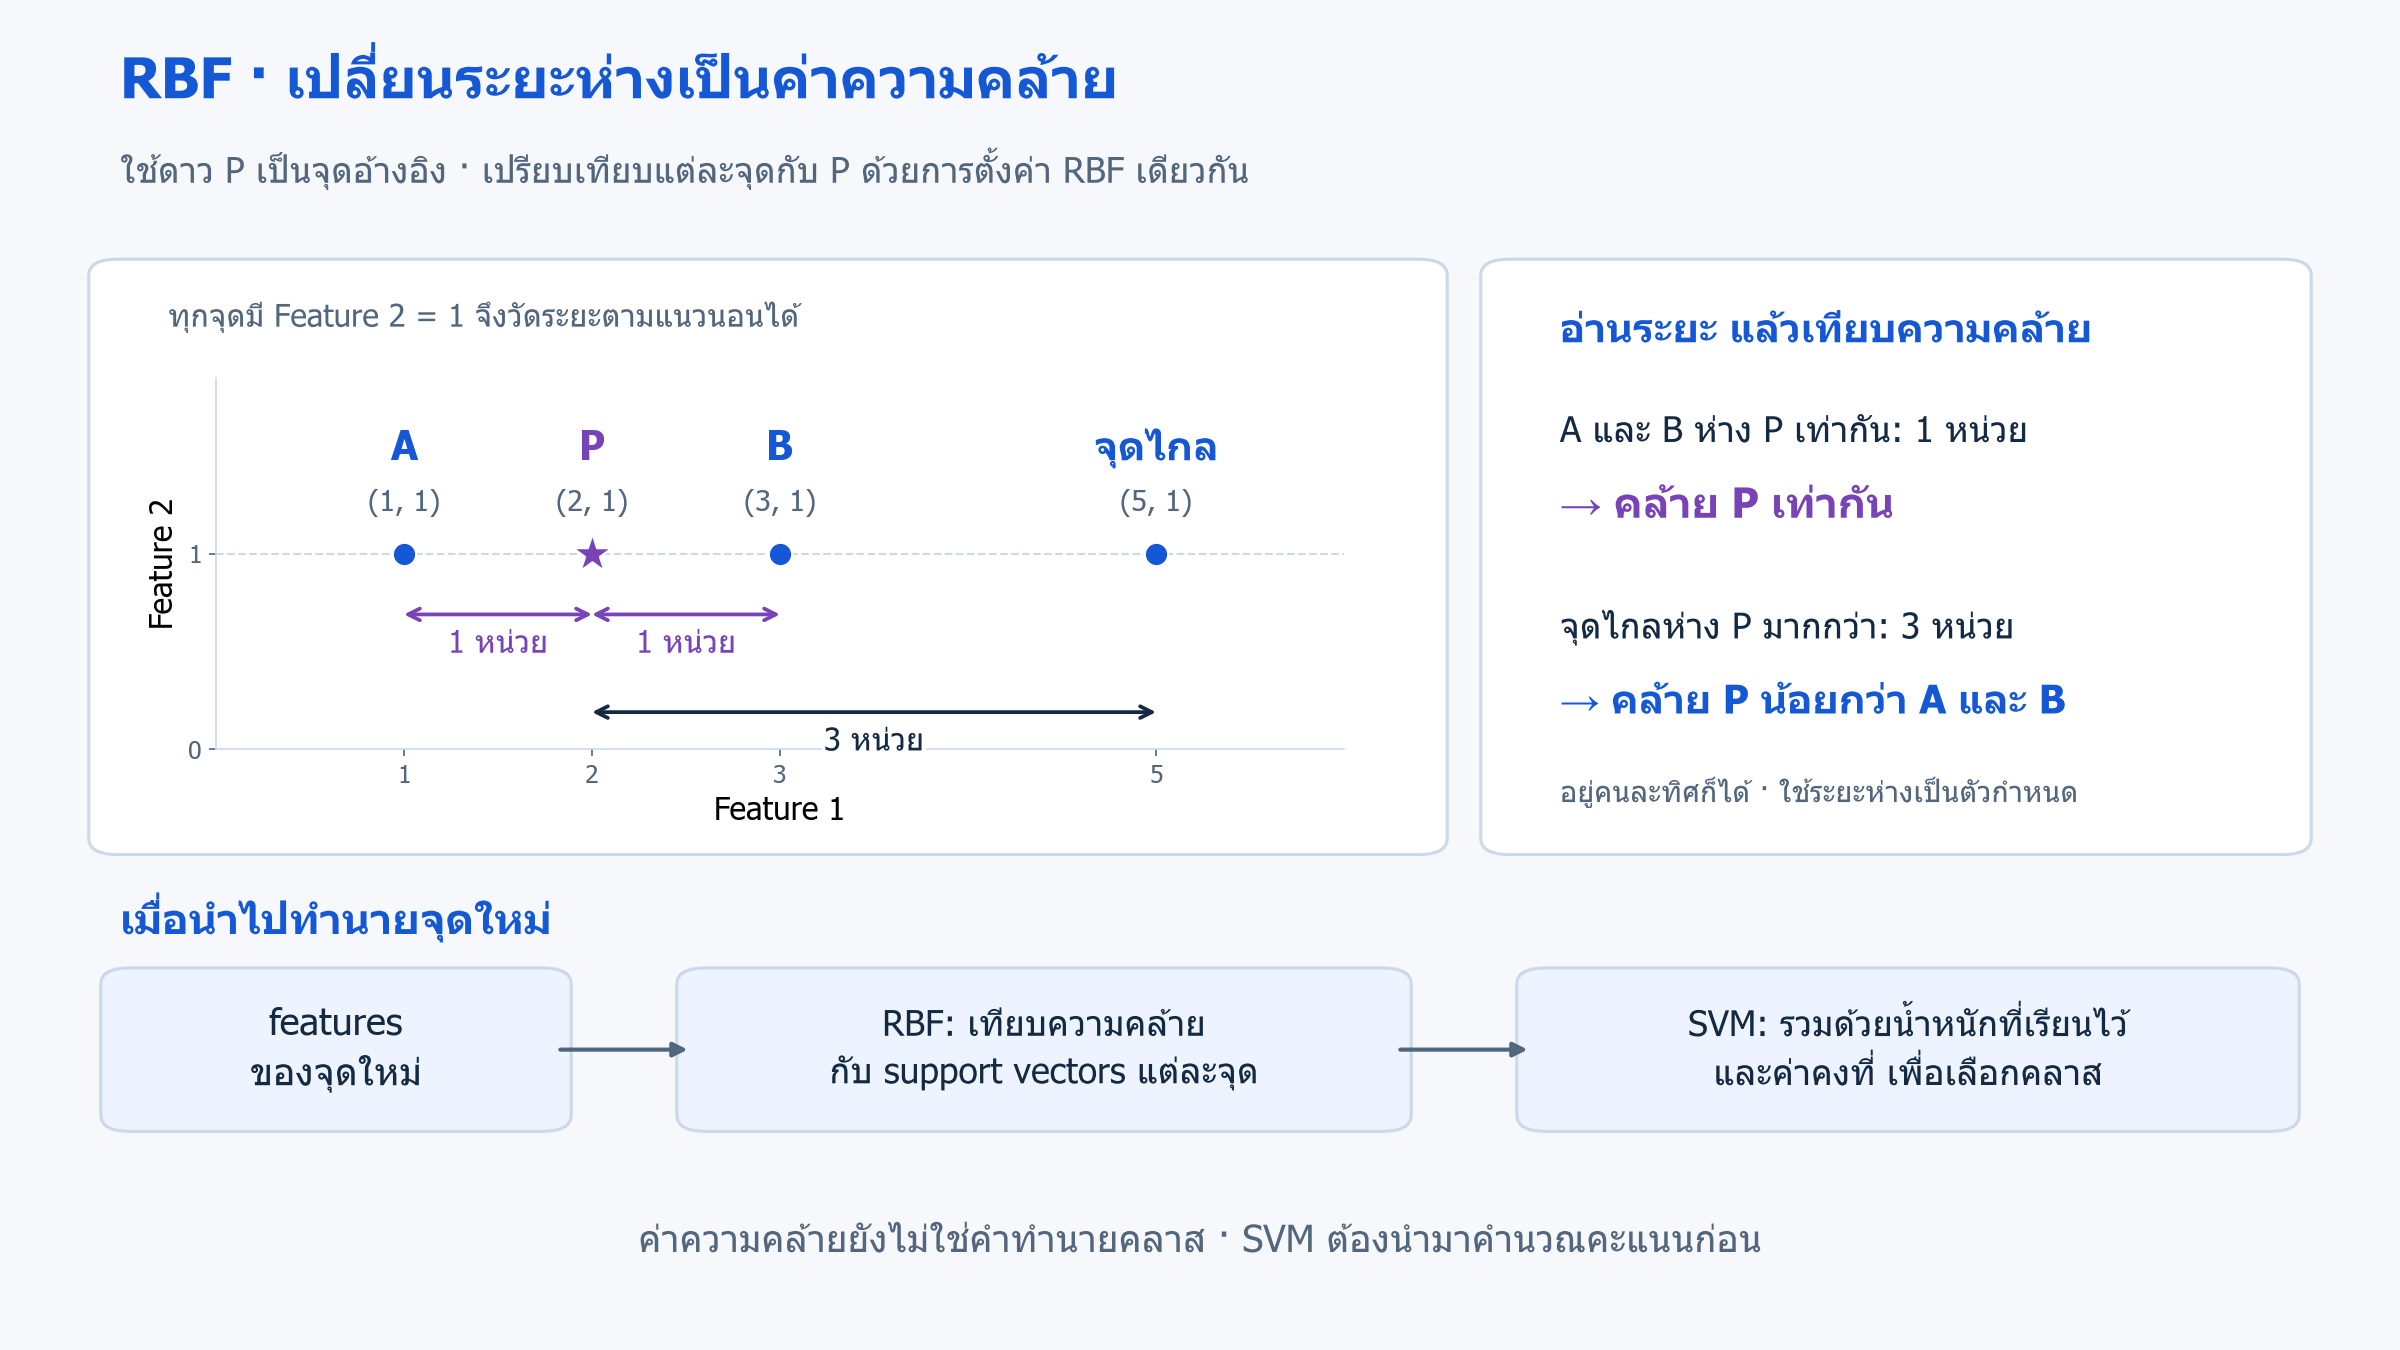 RBF · เปลี่ยนระยะห่างเป็นค่าความคล้าย
ใช้ดาว P เป็นจุดอ้างอิง · เปรียบเทียบแต่ละจุดกับ P ด้วยการตั้งค่า RBF เดียวกัน
ทุกจุดมี Feature 2 = 1 จึงวัดระยะตามแนวนอนได้
A P B จุดไกล
(1, 1) (2, 1) (3, 1) (5, 1)
Feature 2
1
1 หน่วย 1 หน่วย
3 หน่วย
0
1 2 3 5
Feature 1
อ่านระยะ แล้วเทียบความคล้าย
A และ B ห่าง P เท่ากัน: 1 หน่วย
→ คล้าย P เท่ากัน
จุดไกลห่าง P มากกว่า: 3 หน่วย
→ คล้าย P น้อยกว่า A และ B
อยู่คนละทิศก็ได้ · ใช้ระยะห่างเป็นตัวกำหนด
เมื่อนำไปทำนายจุดใหม่
features
ของจุดใหม่
RBF: เทียบความคล้าย
กับ support vectors แต่ละจุด
SVM: รวมด้วยน้ำหนักที่เรียนไว้
และค่าคงที่ เพื่อเลือกคลาส
ค่าความคล้ายยังไม่ใช่คำทำนายคลาส · SVM ต้องนำมาคำนวณคะแนนก่อน